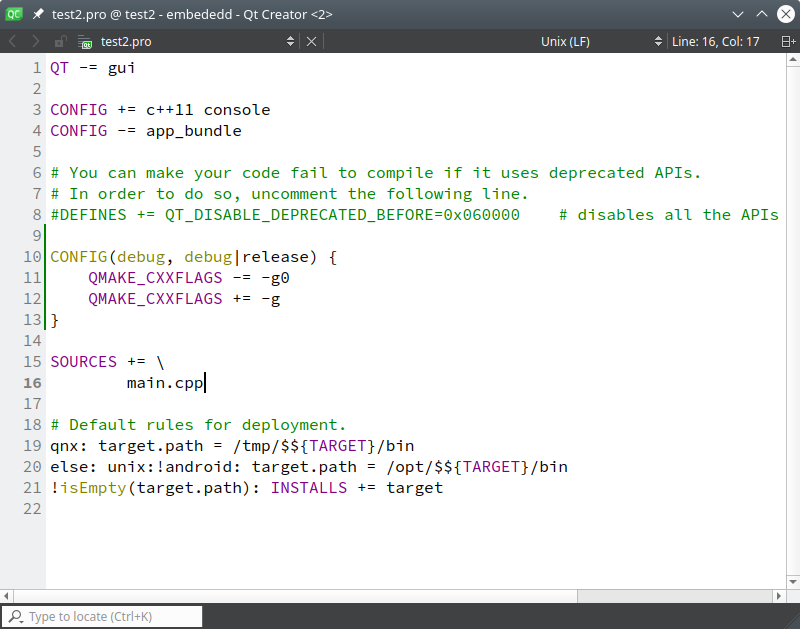 QC test2.pro @ test2 - embededd - Qt Creator <2>
test2.pro Unix (LF) Line: 16, Col: 17
1 QT -= gui
2
3 CONFIG += c++11 console
4 CONFIG -= app_bundle
5
6 # You can make your code fail to compile if it uses deprecated APIs.
7 # In order to do so, uncomment the following line.
8 #DEFINES += QT_DISABLE_DEPRECATED_BEFORE=0x060000    # disables all the APIs
9
10 CONFIG(debug, debug|release) {
11     QMAKE_CXXFLAGS -= -g0
12     QMAKE_CXXFLAGS += -g
13 }
14
15 SOURCES += \
16         main.cpp
17
18 # Default rules for deployment.
19 qnx: target.path = /tmp/$${TARGET}/bin
20 else: unix:!android: target.path = /opt/$${TARGET}/bin
21 !isEmpty(target.path): INSTALLS += target
22
Type to locate (Ctrl+K)